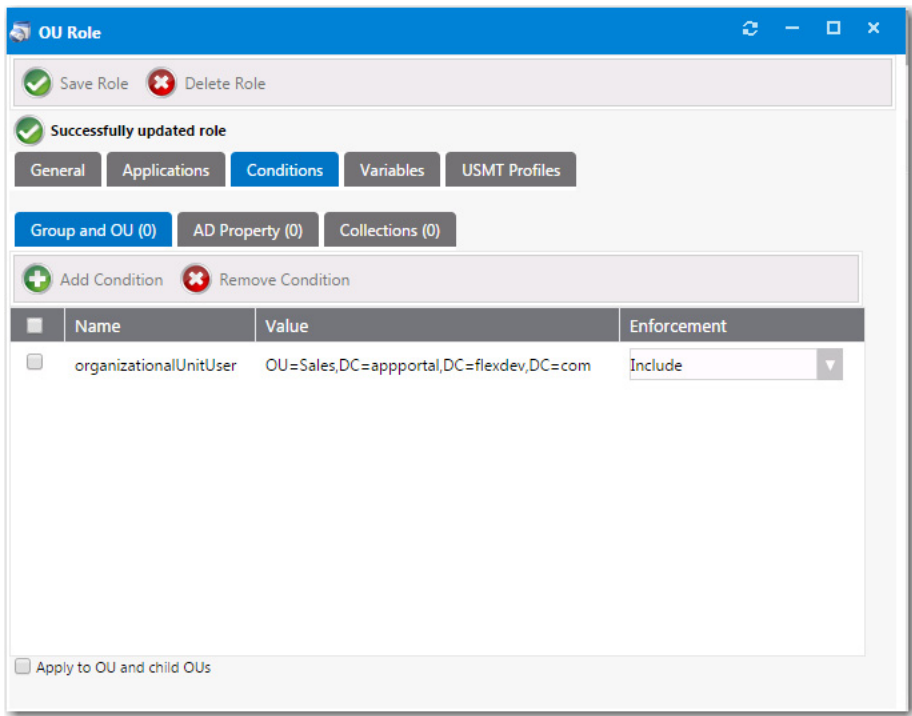 OU Role
Save Role Delete Role
Successfully updated role
General Applications Conditions Variables USMT Profiles
Group and OU (0) AD Property (0) Collections (0)
Add Condition Remove Condition
Name Value Enforcement
organizationalUnitUser OU=Sales,DC=appportal,DC=flexdev,DC=com Include
Apply to OU and child OUs